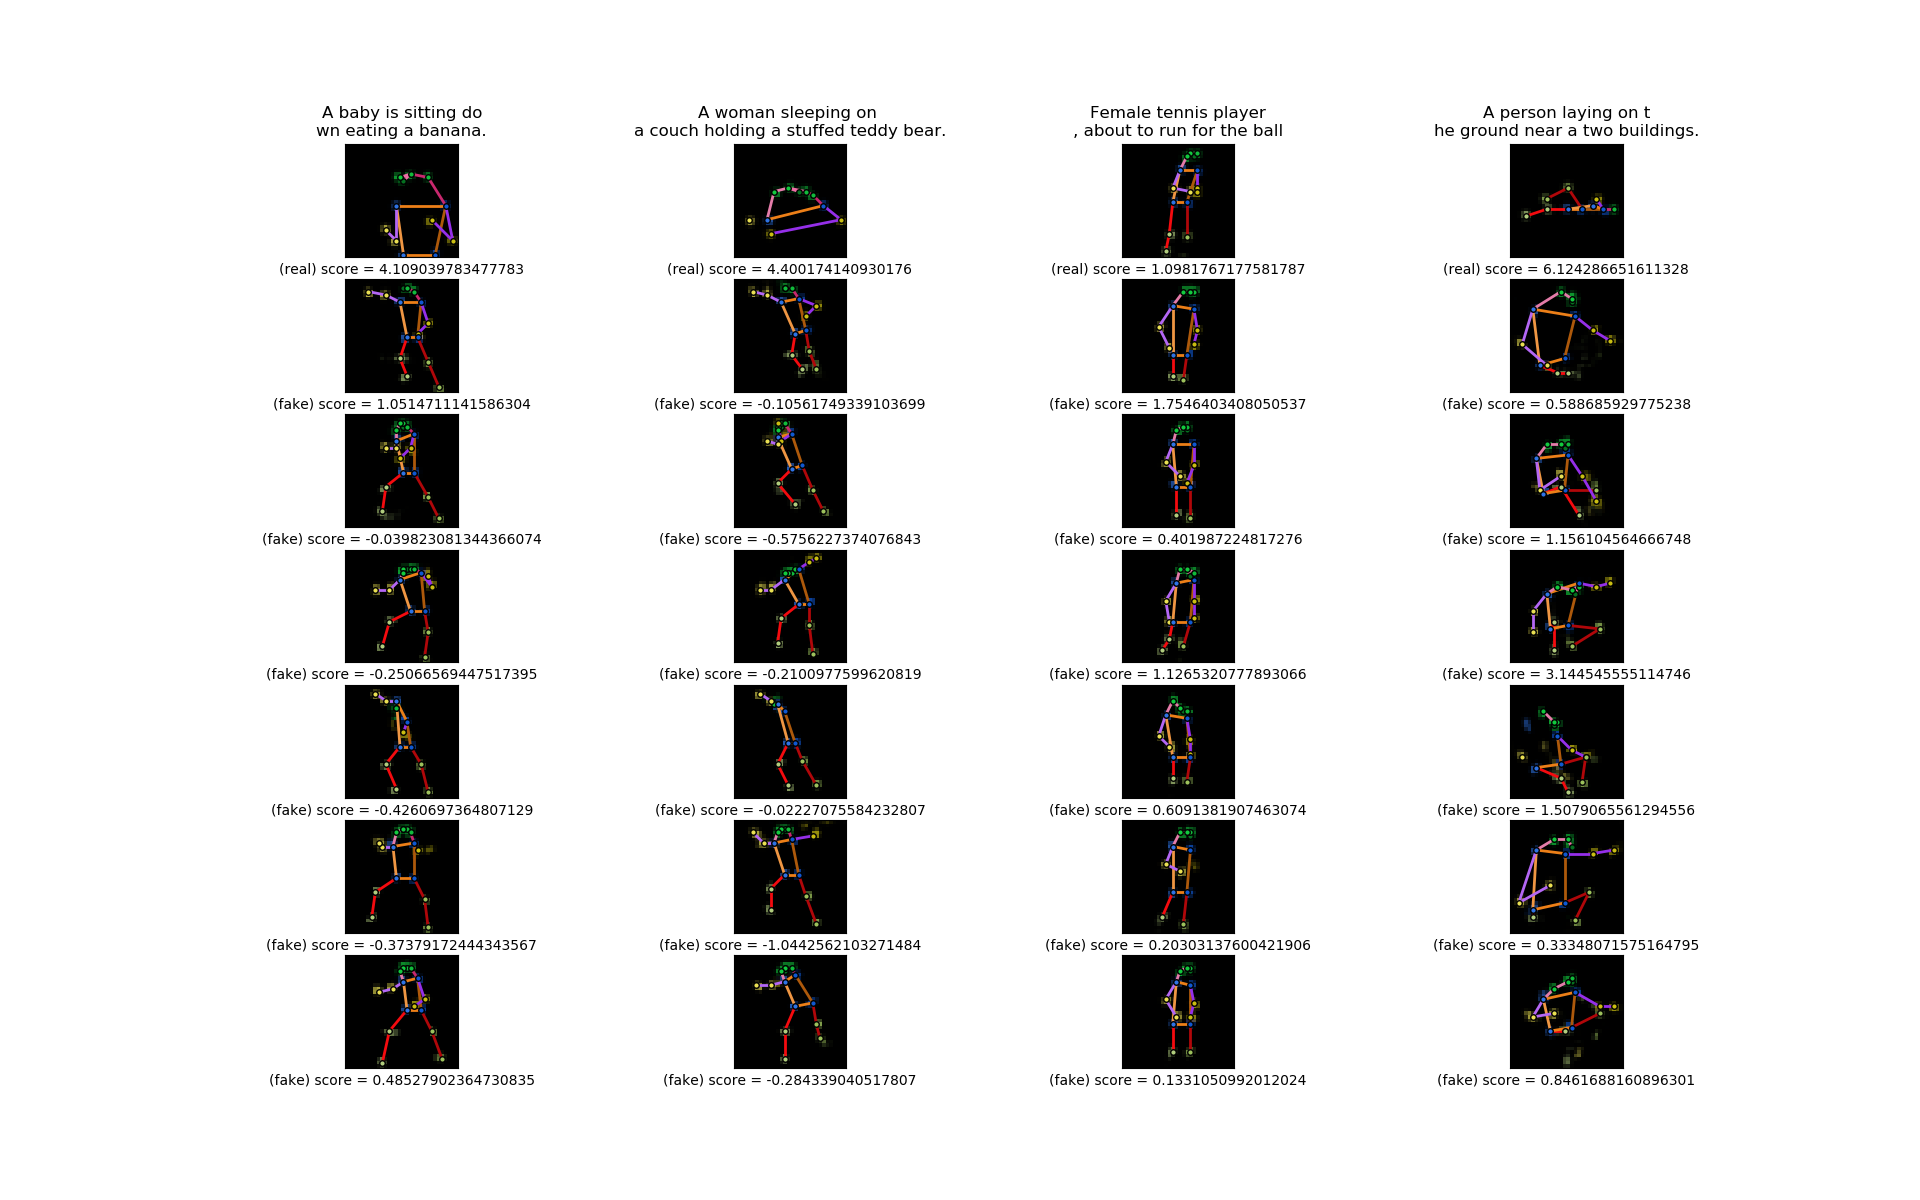 A baby is sitting do
wn eating a banana.
A woman sleeping on
a couch holding a stuffed teddy bear.
Female tennis player
, about to run for the ball
A person laying on t
he ground near a two buildings.
(real) score = 4.109039783477783
(real) score = 4.400174140930176
(real) score = 1.0981767177581787
(real) score = 6.124286651611328
(fake) score = 1.0514711141586304
(fake) score = -0.10561749339103699
(fake) score = 1.7546403408050537
(fake) score = 0.588685929775238
(fake) score = -0.039823081344366074
(fake) score = -0.5756227374076843
(fake) score = 0.401987224817276
(fake) score = 1.156104564666748
(fake) score = -0.25066569447517395
(fake) score = -0.2100977599620819
(fake) score = 1.1265320777893066
(fake) score = 3.144545555114746
(fake) score = -0.4260697364807129
(fake) score = -0.02227075584232807
(fake) score = 0.6091381907463074
(fake) score = 1.5079065561294556
(fake) score = -0.37379172444343567
(fake) score = -1.0442562103271484
(fake) score = 0.20303137600421906
(fake) score = 0.33348071575164795
(fake) score = 0.48527902364730835
(fake) score = -0.284339040517807
(fake) score = 0.1331050992012024
(fake) score = 0.8461688160896301